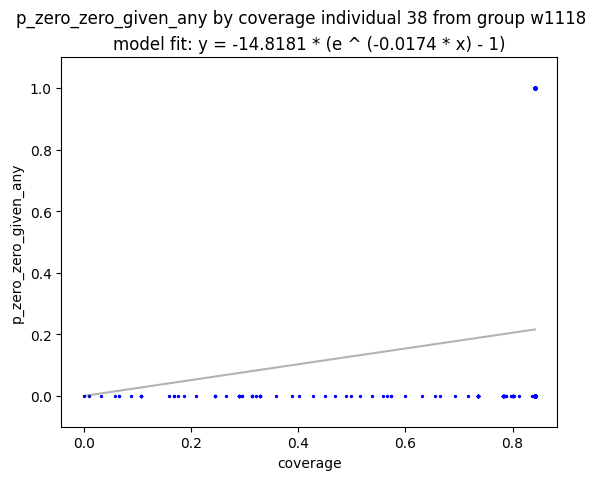 p_zero_zero_given_any by coverage individual 38 from group w1118
model fit: y = -14.8181 * (e ^ (-0.0174 * x) - 1)
1.0
0.8
0.6
0.4
0.2
0.0
p_zero_zero_given_any
0.0 0.2 0.4 0.6 0.8
coverage